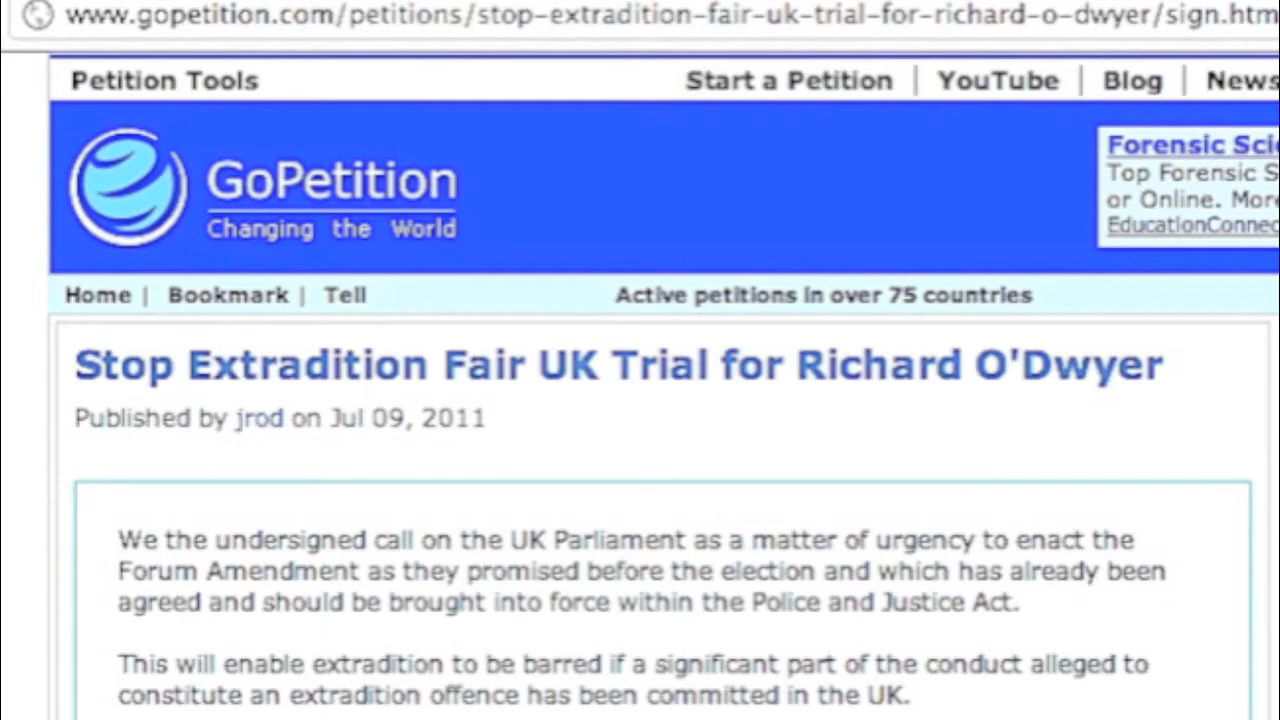 www.gopetition.com/petitions/stop-extradition-fair-uk-trial-for-richard-o-dwyer/sign.htm
Petition Tools
Start a Petition | YouTube | Blog | News
GoPetition
Changing the World
Forensic Scie
Top Forensic S
or Online. More
EducationConnec
Home | Bookmark | Tell
Active petitions in over 75 countries
Stop Extradition Fair UK Trial for Richard O'Dwyer
Published by jrod on Jul 09, 2011
We the undersigned call on the UK Parliament as a matter of urgency to enact the
Forum Amendment as they promised before the election and which has already been
agreed and should be brought into force within the Police and Justice Act.
This will enable extradition to be barred if a significant part of the conduct alleged to
constitute an extradition offence has been committed in the UK.